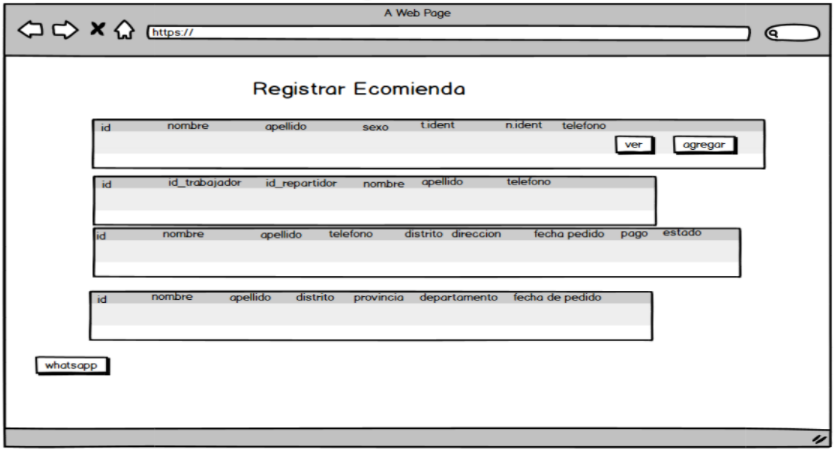 A Web Page
https://
Registrar Ecomienda
id nombre apellido sexo t.ident n.ident telefono
ver agregar
id id_trabajador id_repartidor nombre apellido telefono
id nombre apellido telefono distrito direccion fecha pedido pago estado
id nombre apellido distrito provincia departamento fecha de pedido
whatsapp